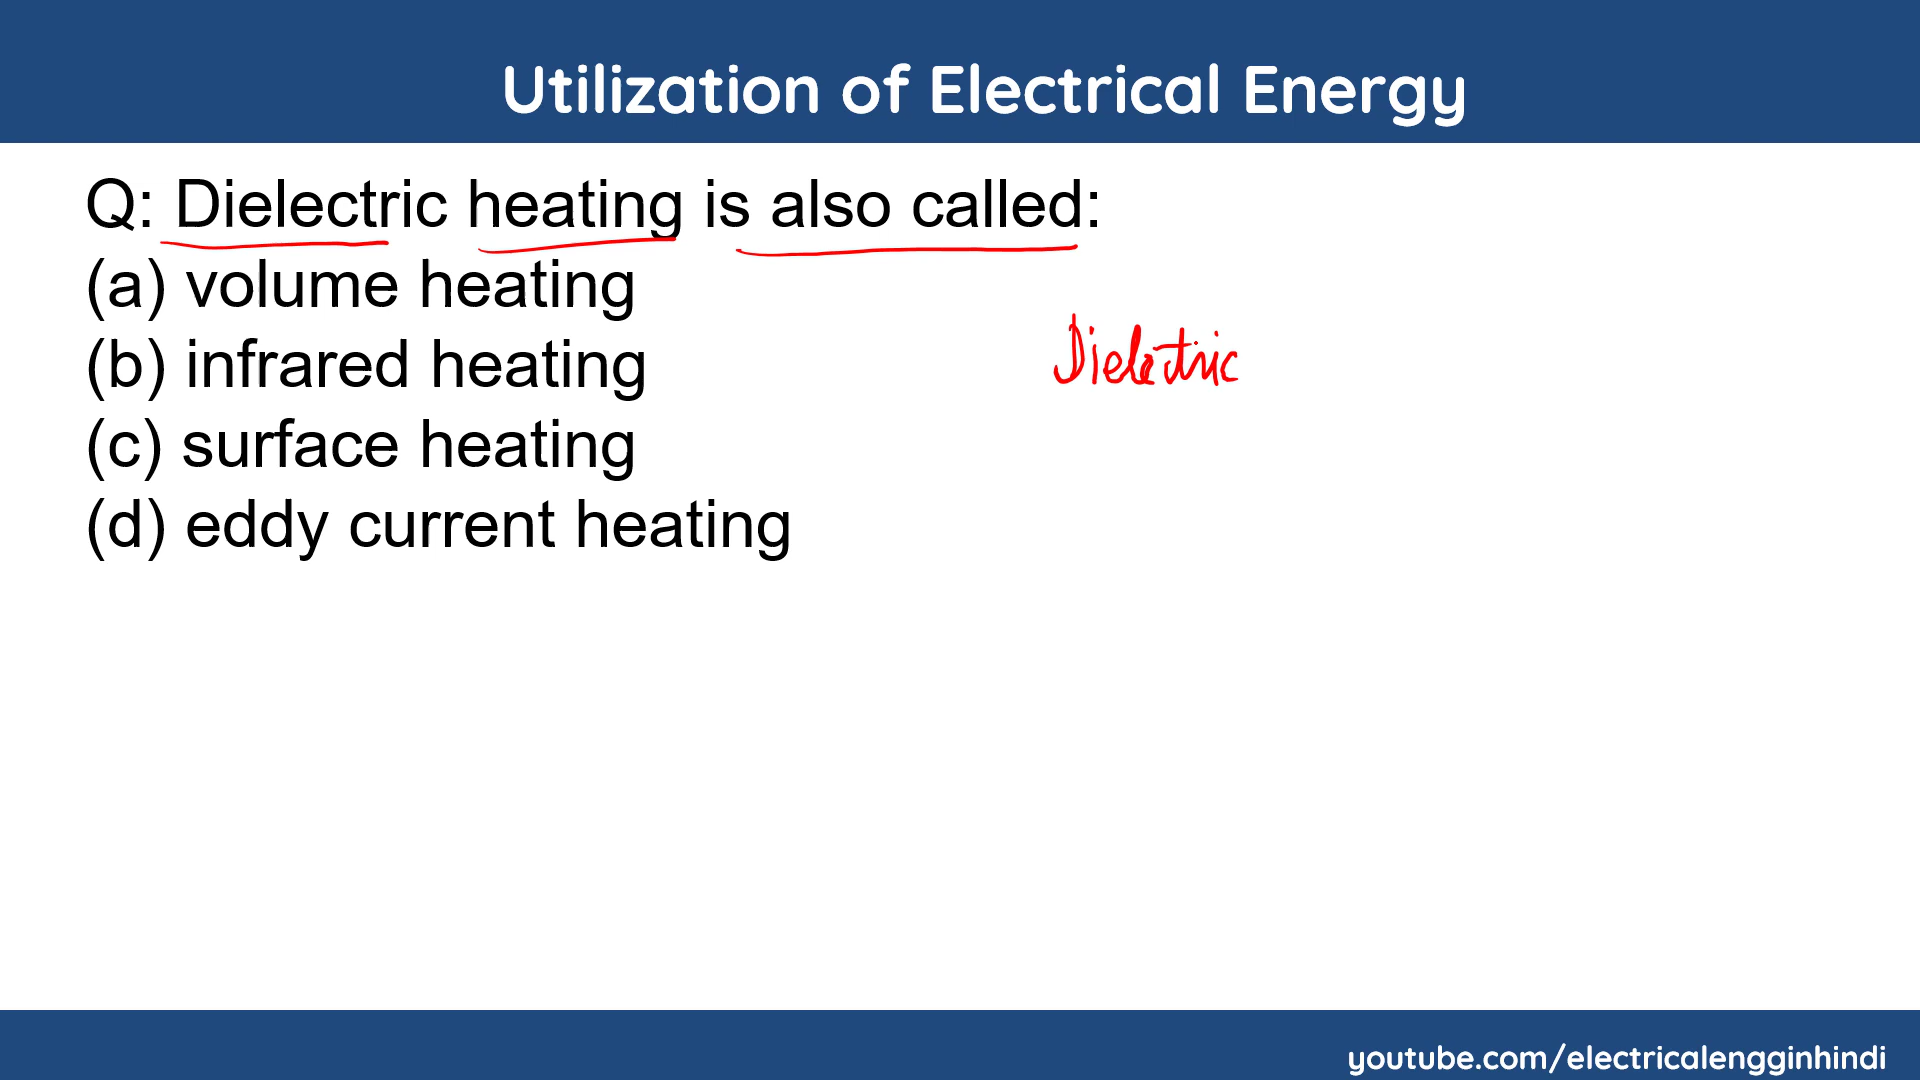 Utilization of Electrical Energy
Q: Dielectric heating is also called:
(a) volume heating
(b) infrared heating
Dielectric
(c) surface heating
(d) eddy current heating
youtube.com/electricalengginhindi